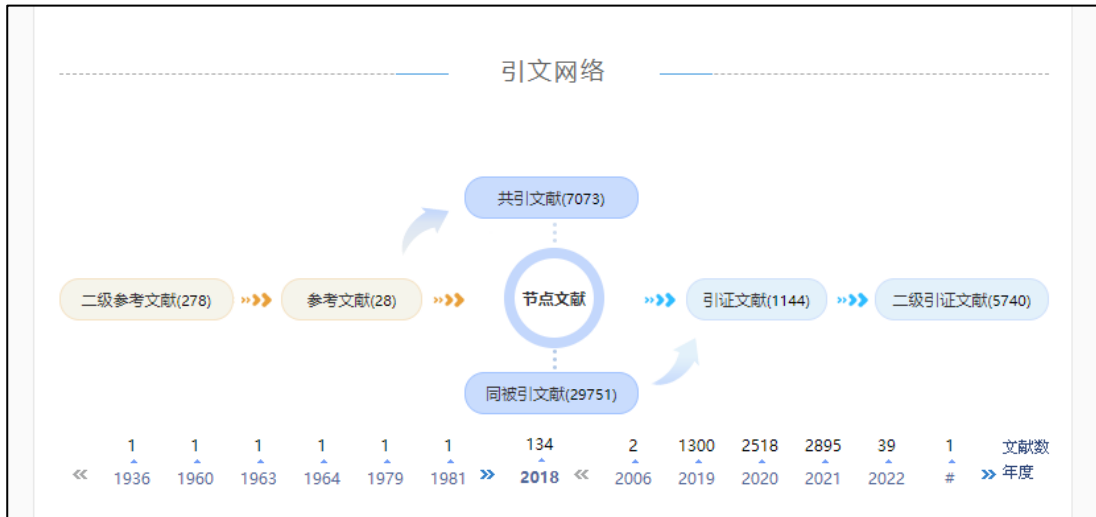 引文网络
共引文献(7073)
二级参考文献(278) 参考文献(28) 节点文献 引证文献(1144) 二级引证文献(5740)
同被引文献(29751)
1 1 1 1 1 1 134 2 1300 2518 2895 39 1 文献数
1936 1960 1963 1964 1979 1981 2018 2006 2019 2020 2021 2022 # 年度